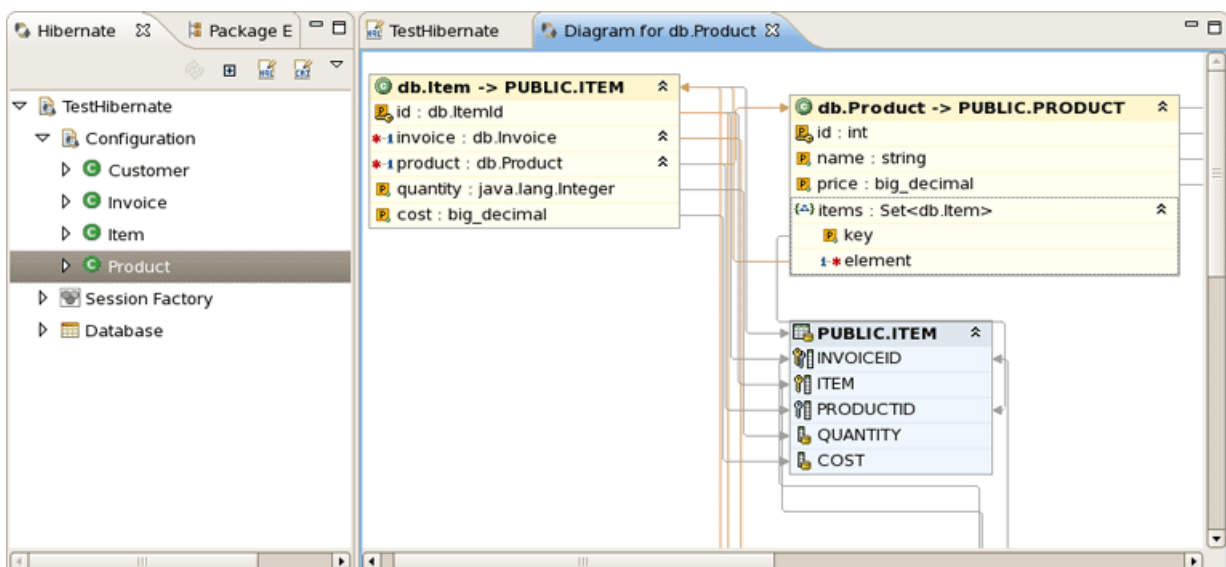 Hibernate
Package E
TestHibernate
Configuration
Customer
Invoice
Item
Product
Session Factory
Database
TestHibernate
Diagram for db.Product
db.Item -> PUBLIC.ITEM
id : db.ItemId
*-1 invoice : db.Invoice
*-1 product : db.Product
quantity : java.lang.Integer
cost : big_decimal
db.Product -> PUBLIC.PRODUCT
id : int
name : string
price : big_decimal
items : Set<db.Item>
key
1-* element
PUBLIC.ITEM
INVOICEID
ITEM
PRODUCTID
QUANTITY
COST